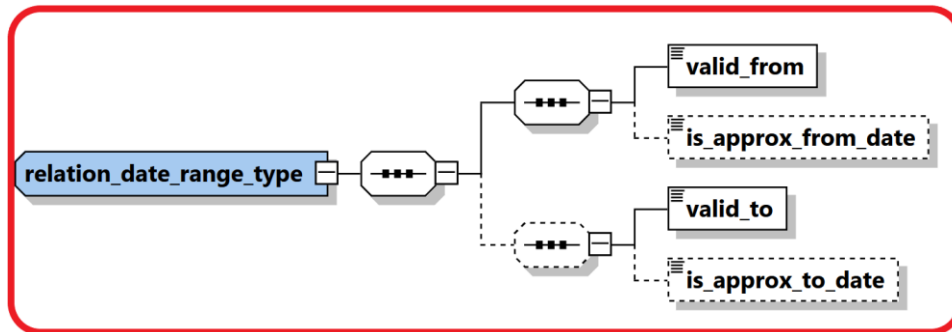 valid_from
is_approx_from_date
relation_date_range_type
valid_to
is_approx_to_date